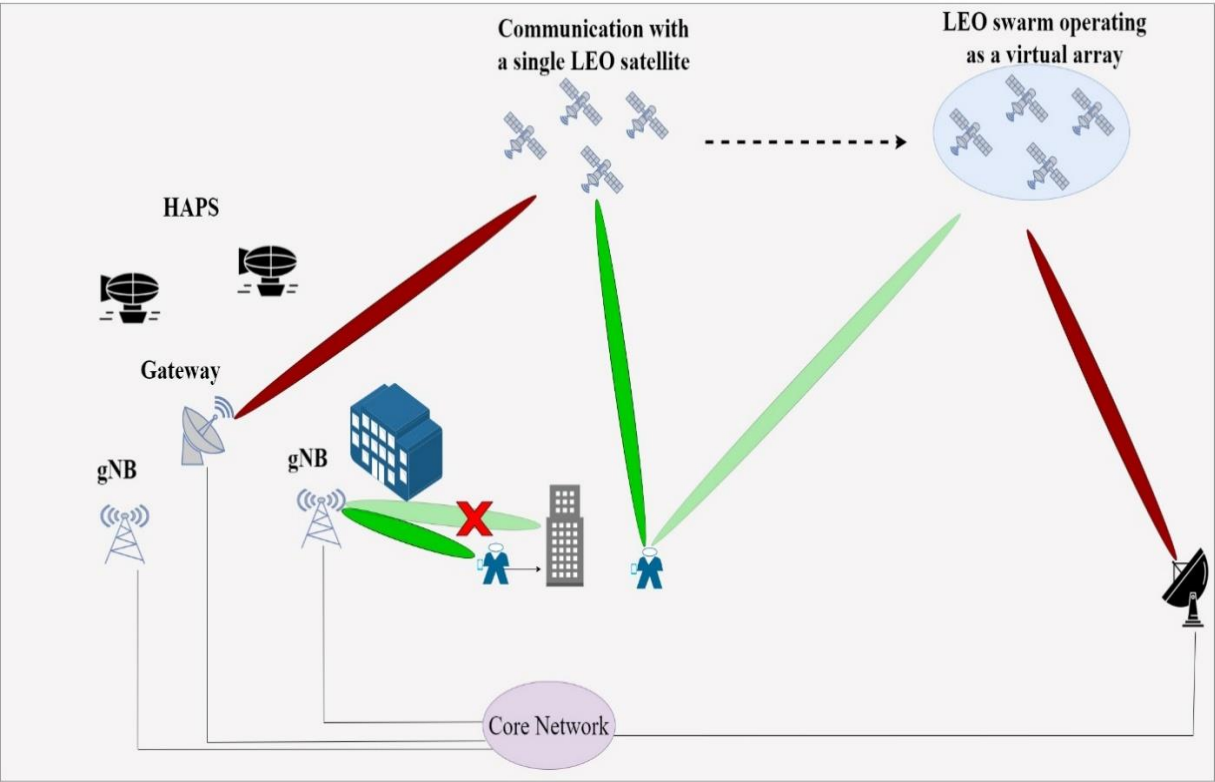 Communication with
a single LEO satellite
LEO swarm operating
as a virtual array
HAPS
Gateway
gNB
gNB
Core Network